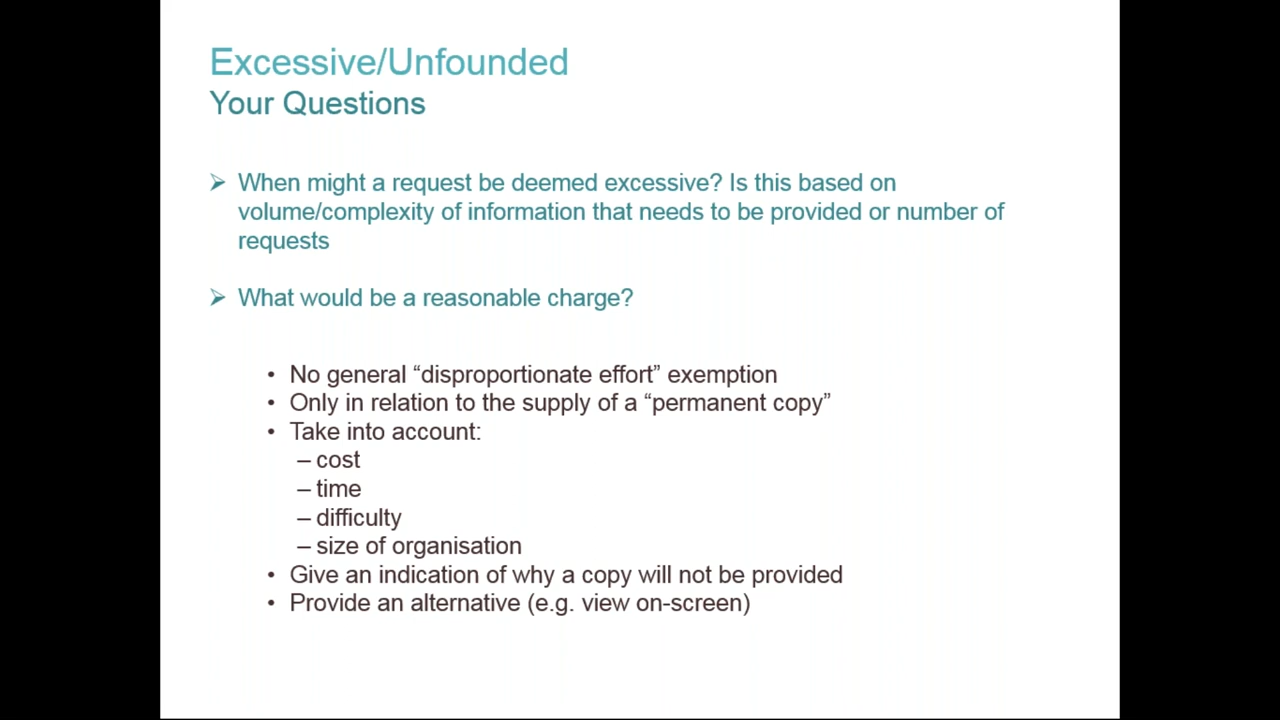 Excessive/Unfounded
Your Questions
➢ When might a request be deemed excessive? Is this based on
volume/complexity of information that needs to be provided or number of
requests
➢ What would be a reasonable charge?
• No general “disproportionate effort” exemption
• Only in relation to the supply of a “permanent copy”
• Take into account:
– cost
– time
– difficulty
– size of organisation
• Give an indication of why a copy will not be provided
• Provide an alternative (e.g. view on-screen)